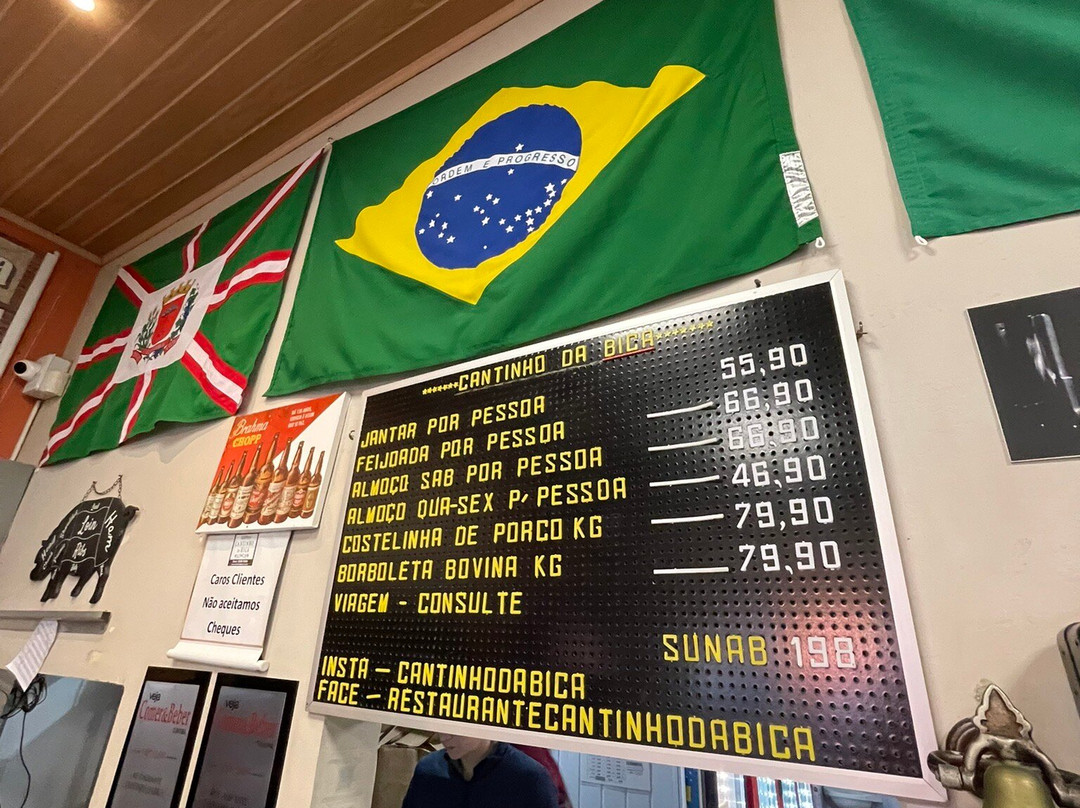 ORDEM E PROGRESSO
*******CANTINHO DA BICA*******
JANTAR POR PESSOA 55,90
FEIJOADA POR PESSOA 66,90
ALMOÇO SAB POR PESSOA 66,90
ALMOÇO QUA-SEX P/PESSOA 46,90
COSTELINHA DE PORCO KG 79,90
BORBOLETA BOVINA KG 79,90
VIAGEM - CONSULTE
SUNAB 198
INSTA - CANTINHODABICA
FACE - RESTAURANTECANTINHODABICA
Brahma
CHOPP
Caros Clientes
Não aceitamos
Cheques
Loin
Ham
veja
Comer&Beber
veja
Comer&Beber